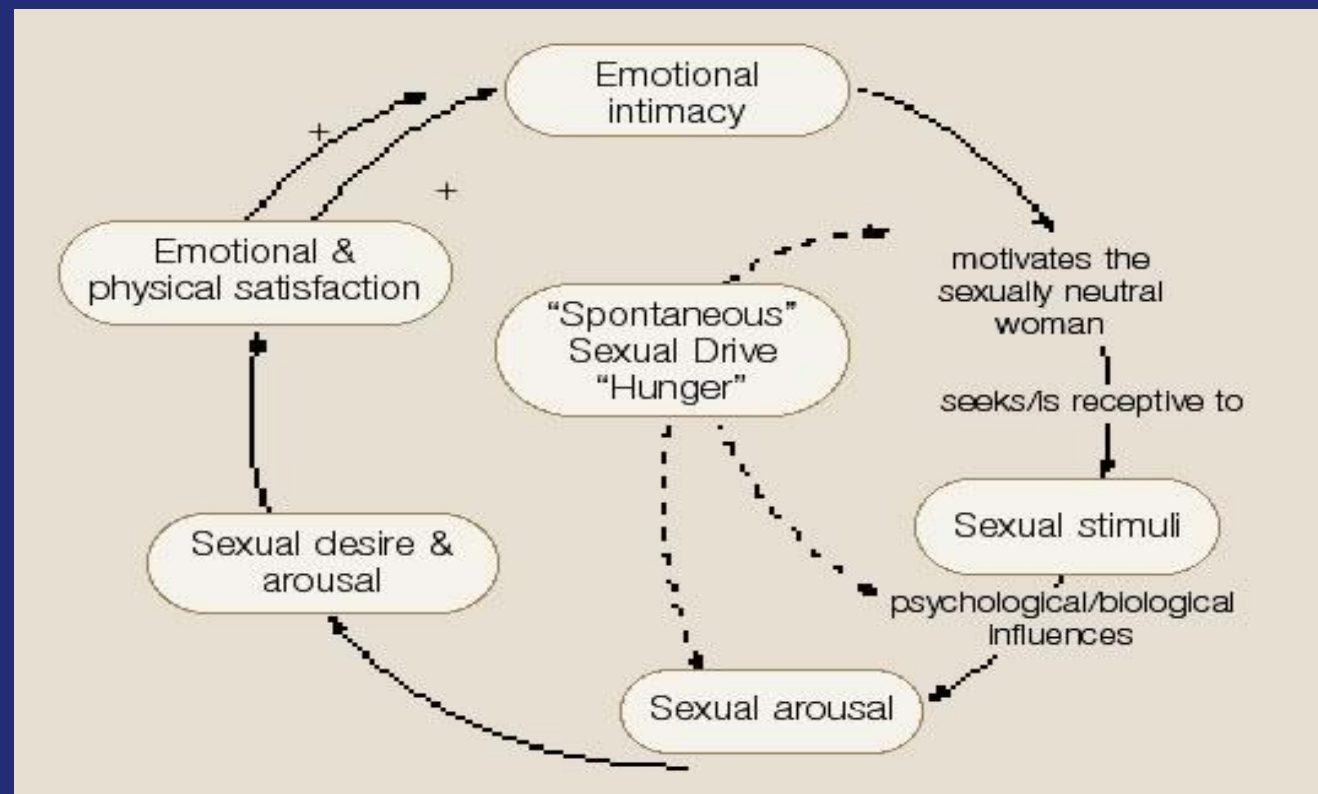 Emotional
intimacy
+
+
Emotional &
physical satisfaction
motivates the
sexually neutral
woman
“Spontaneous”
Sexual Drive
“Hunger”
seeks/is receptive to
Sexual stimuli
Sexual desire &
arousal
psychological/biological
influences
Sexual arousal